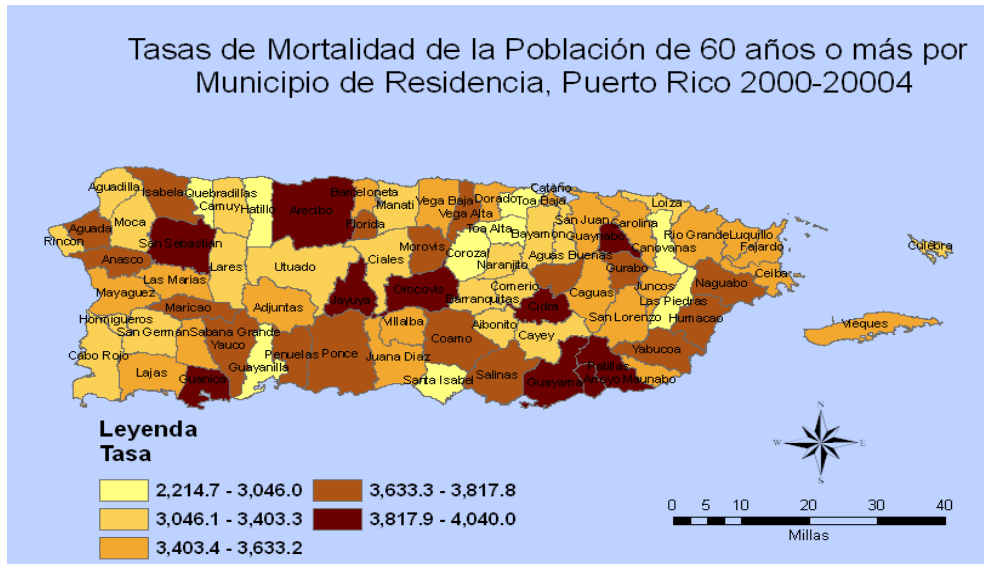 Tasas de Mortalidad de la Población de 60 años o más por
Municipio de Residencia, Puerto Rico 2000-20004
Aguadilla
Isabela
Quebradillas
Camuy
Hatillo
Arecibo
Barceloneta
Manati
Vega Baja
Dorado
Cataño
Toa Baja
Loiza
Aguada
Moca
Florida
Vega Alta
Toa Alta
San Juan
Carolina
Rio Grande
Luquillo
Rincon
San Sebastian
Morovis
Bayamon
Guaynabo
Canovanas
Fajardo
Culebra
Anasco
Lares
Utuado
Ciales
Corozal
Naranjito
Aguas Buenas
Gurabo
Ceiba
Las Marias
Mayaguez
Jayuya
Orocovis
Barranquitas
Comerio
Cidra
Caguas
Juncos
Las Piedras
Naguabo
Maricao
Adjuntas
San Lorenzo
Humacao
Hormigueros
San Germán
Sabana Grande
Villalba
Aibonito
Cayey
Vieques
Cabo Rojo
Yauco
Penuelas
Ponce
Juana Diaz
Coamo
Yabucoa
Lajas
Guanica
Guayanilla
Santa Isabel
Salinas
Guayama
Patillas
Arroyo
Maunabo
Leyenda
Tasa
2,214.7 - 3,046.0
3,633.3 - 3,817.8
3,046.1 - 3,403.3
3,817.9 - 4,040.0
3,403.4 - 3,633.2
N
W
E
S
0 5 10 20 30 40
Millas